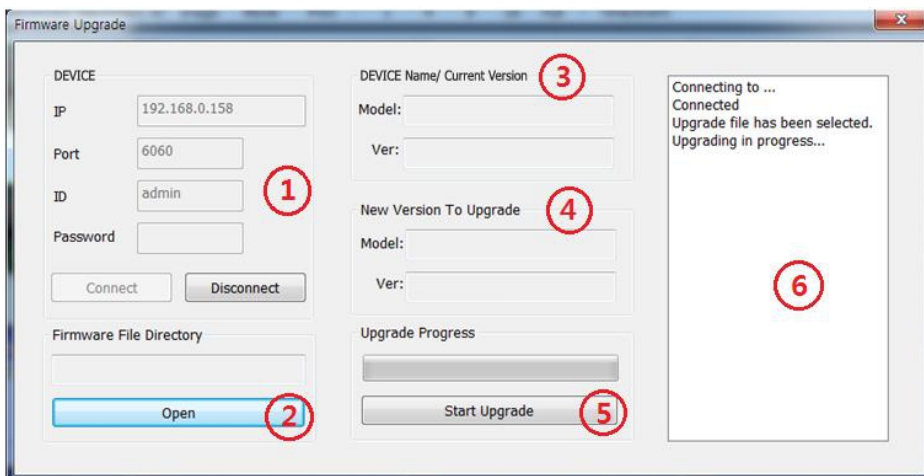 Firmware Upgrade
x
DEVICE
IP 192.168.0.158
Port 6060
ID admin
1
Password
Connect Disconnect
Firmware File Directory
Open
2
DEVICE Name/ Current Version
3
Model:
Ver:
New Version To Upgrade
4
Model:
Ver:
Upgrade Progress
Start Upgrade
5
Connecting to ...
Connected
Upgrade file has been selected.
Upgrading in progress...
6